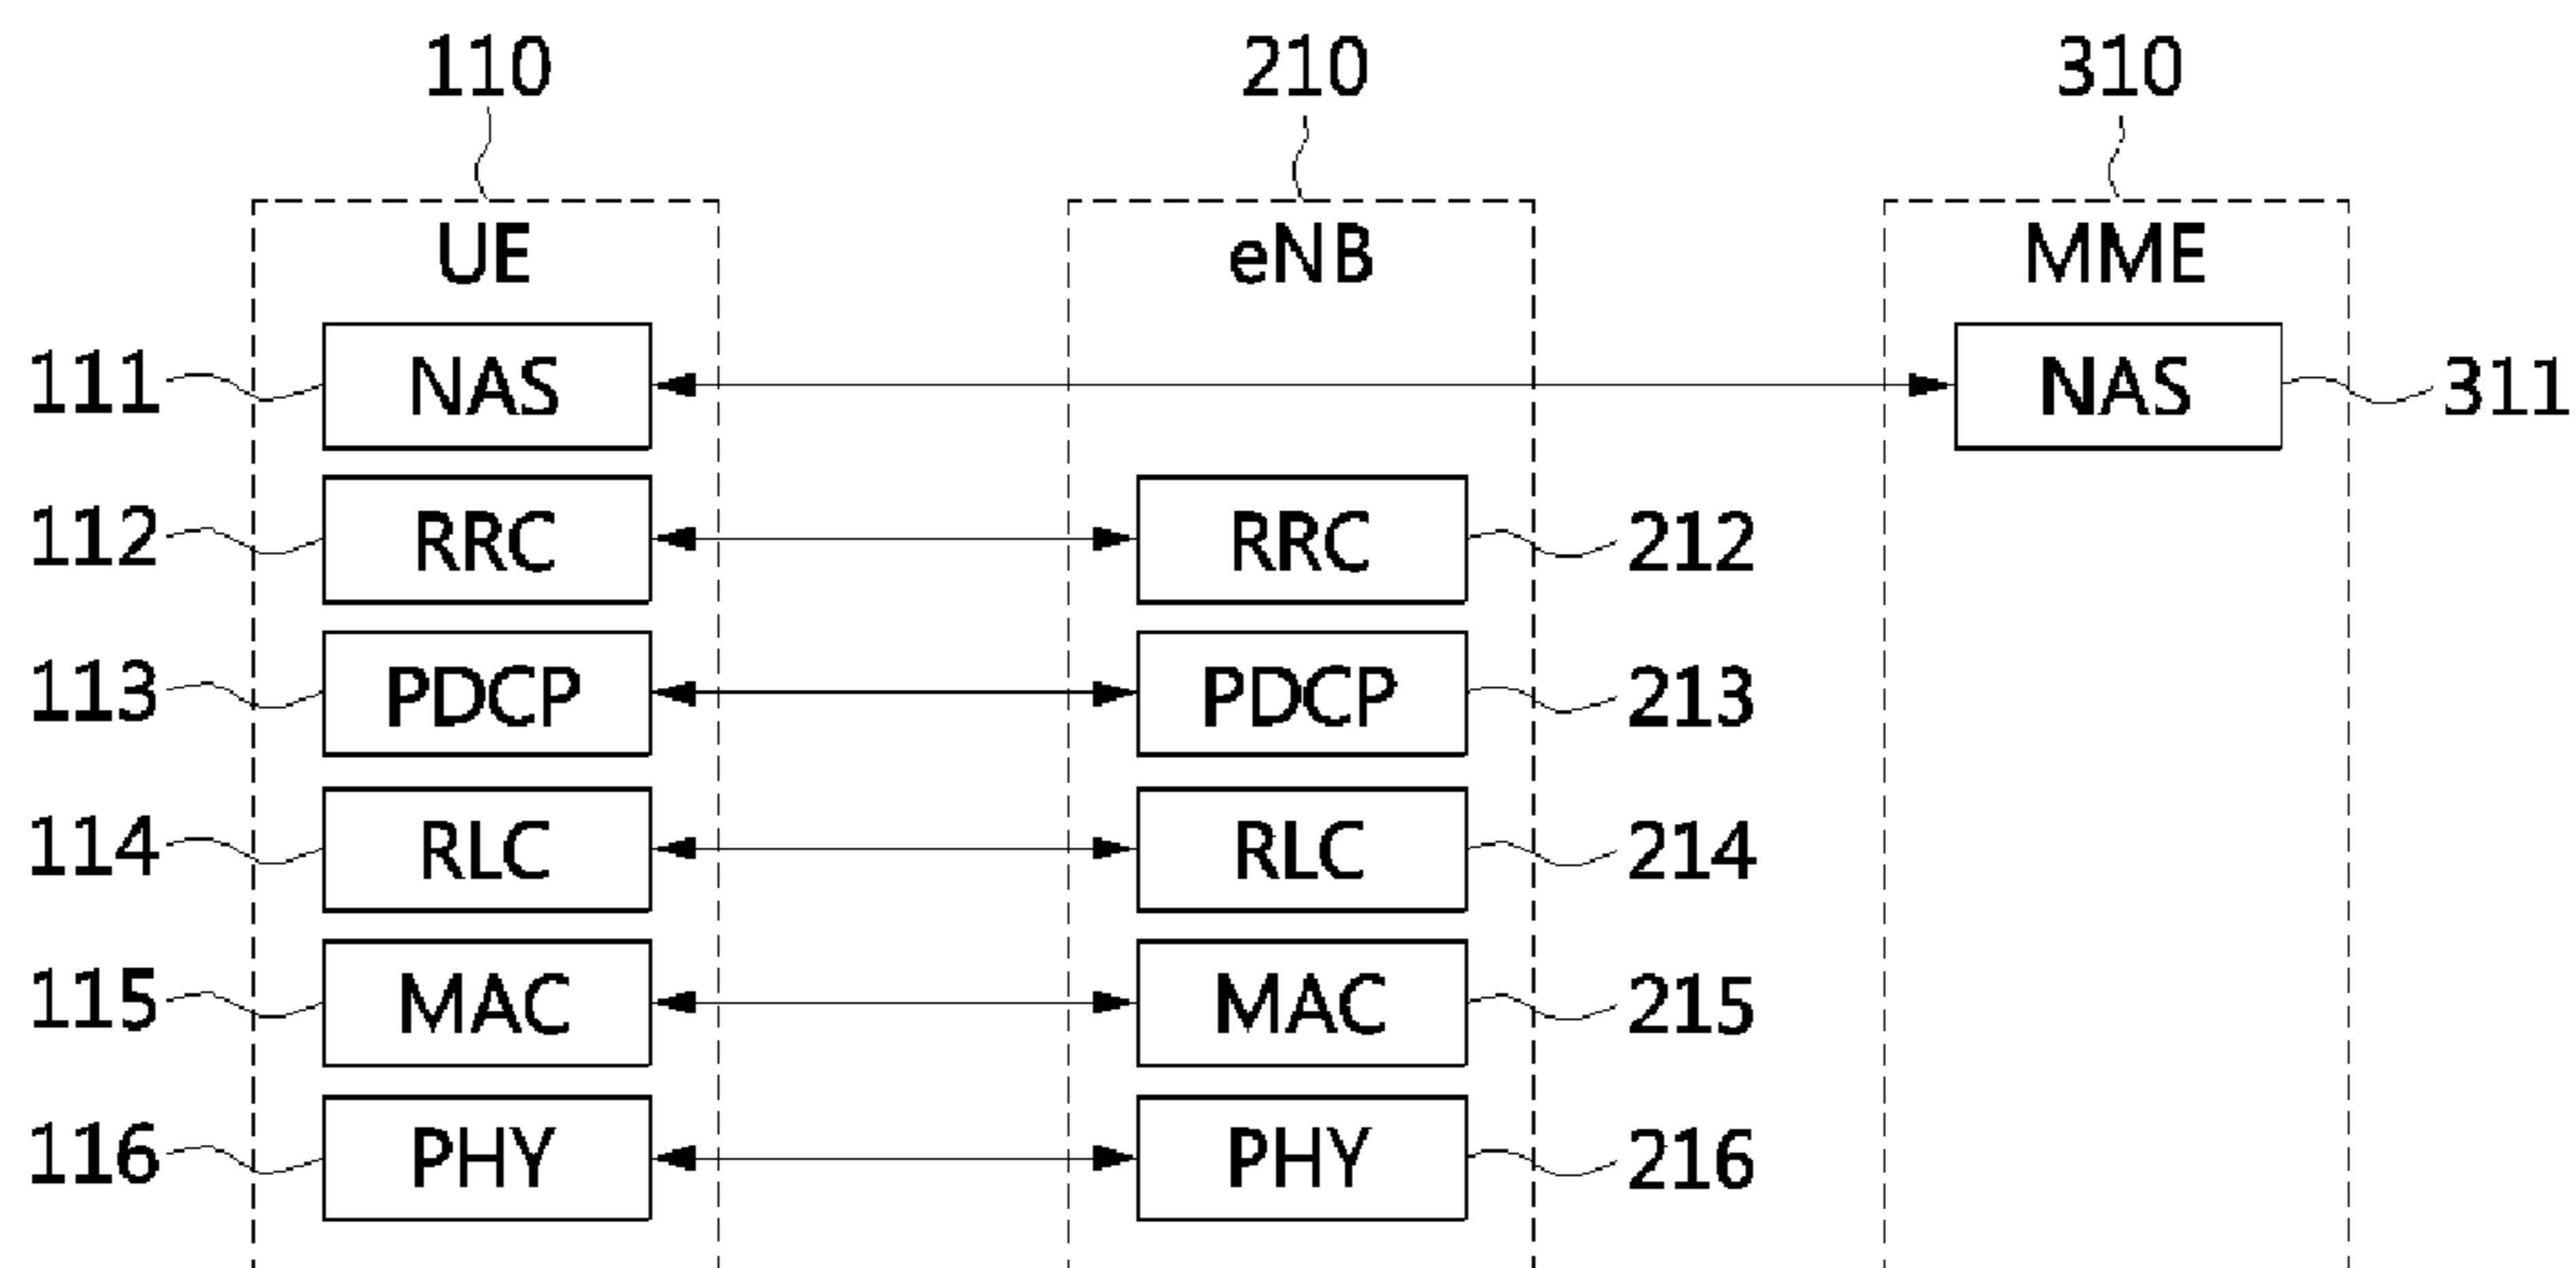 110 210 310
UE eNB MME
111 NAS NAS 311
112 RRC RRC 212
113 PDCP PDCP 213
114 RLC RLC 214
115 MAC MAC 215
116 PHY PHY 216